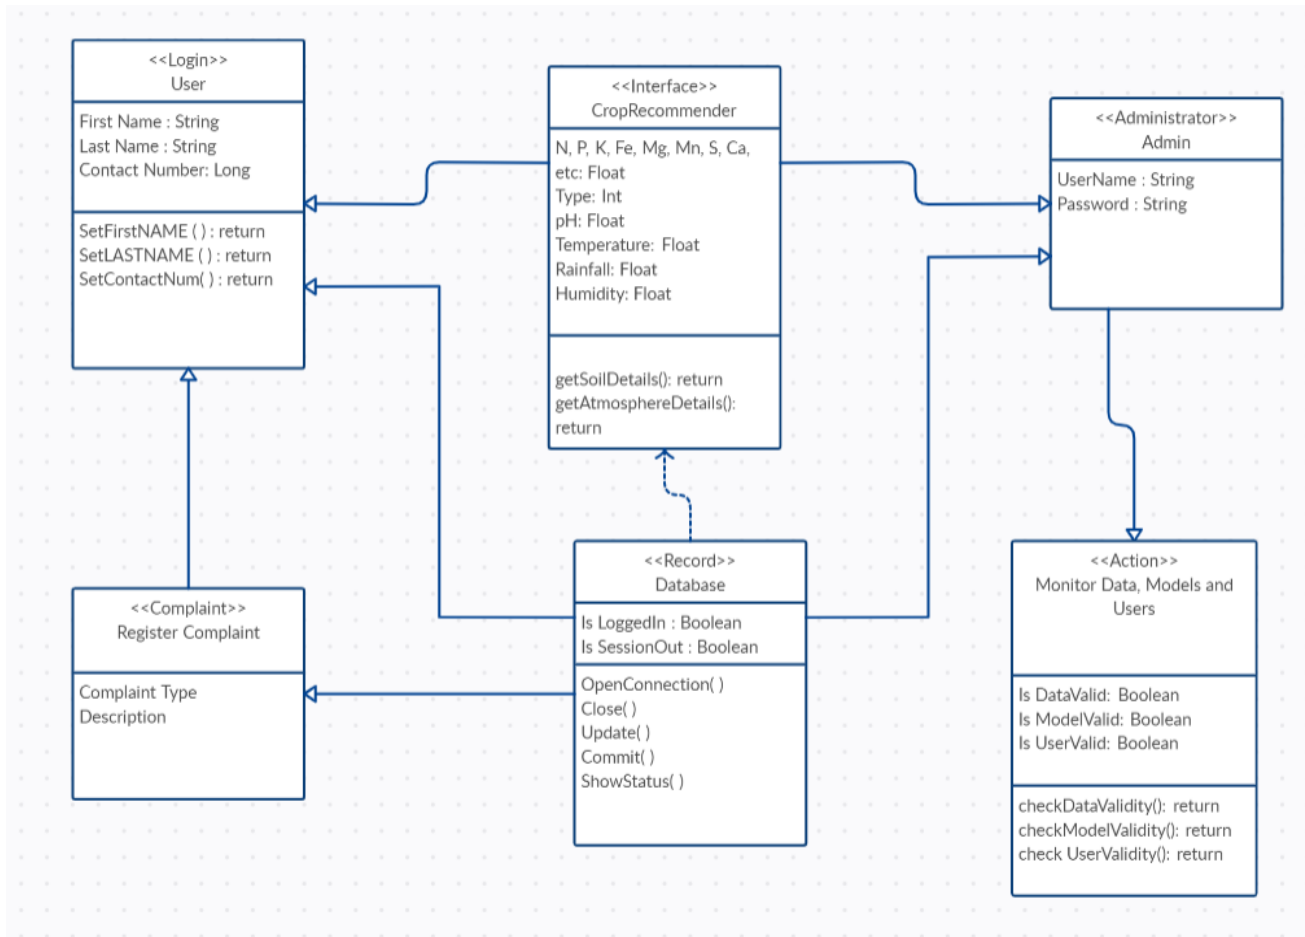 <<Login>>
User
First Name : String
Last Name : String
Contact Number: Long
SetFirstNAME ( ) : return
SetLASTNAME ( ) : return
SetContactNum( ) : return
<<Interface>>
CropRecommender
N, P, K, Fe, Mg, Mn, S, Ca,
etc: Float
Type: Int
pH: Float
Temperature: Float
Rainfall: Float
Humidity: Float
getSoilDetails(): return
getAtmosphereDetails():
return
<<Administrator>>
Admin
UserName : String
Password : String
<<Complaint>>
Register Complaint
Complaint Type
Description
<<Record>>
Database
Is LoggedIn : Boolean
Is SessionOut : Boolean
OpenConnection( )
Close( )
Update( )
Commit( )
ShowStatus( )
<<Action>>
Monitor Data, Models and
Users
Is DataValid: Boolean
Is ModelValid: Boolean
Is UserValid: Boolean
checkDataValidity(): return
checkModelValidity(): return
check UserValidity(): return